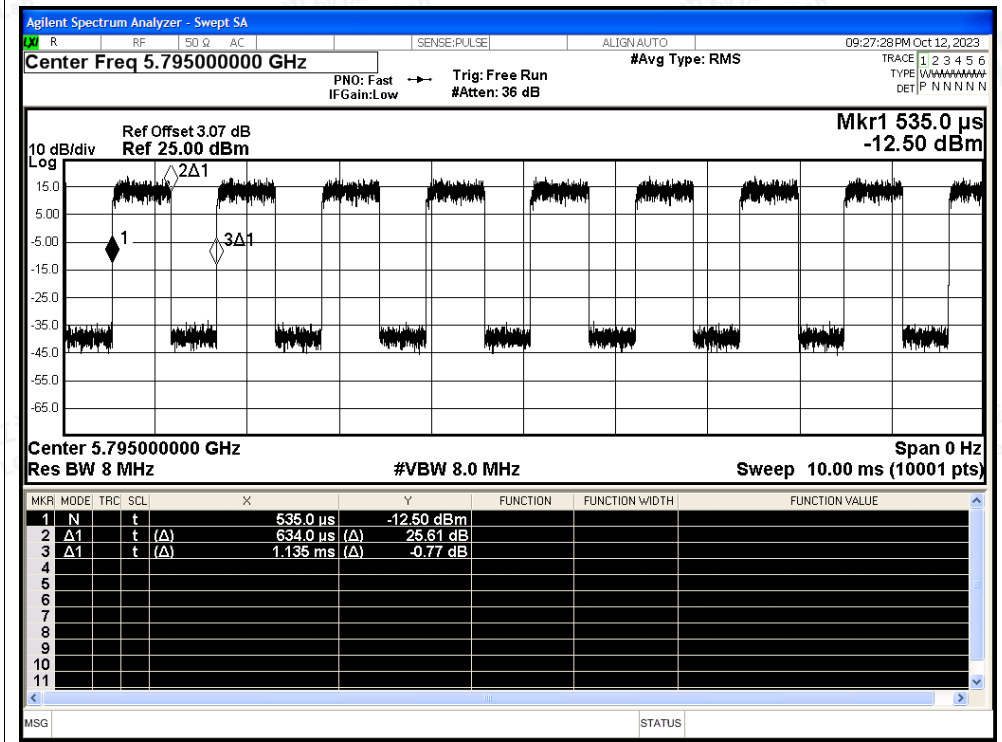 Agilent Spectrum Analyzer - Swept SA
LXI R RF 50 Ω AC SENSE:PULSE ALIGN AUTO 09:27:28 PM Oct 12, 2023
Center Freq 5.795000000 GHz #Avg Type: RMS TRACE 1 2 3 4 5 6
PNO: Fast Trig: Free Run TYPE W
IFGain:Low #Atten: 36 dB DET P N N N N N
Mkr1 535.0 µs
Ref Offset 3.07 dB
10 dB/div Ref 25.00 dBm -12.50 dBm
Log
2Δ1
15.0
5.00
1 3Δ1
-5.00
-15.0
-25.0
-35.0
-45.0
-55.0
-65.0
Center 5.795000000 GHz Span 0 Hz
Res BW 8 MHz #VBW 8.0 MHz Sweep 10.00 ms (10001 pts)
MKR MODE TRC SCL X Y FUNCTION FUNCTION WIDTH FUNCTION VALUE
1 N t 535.0 µs -12.50 dBm
2 Δ1 t (Δ) 634.0 µs (Δ) 25.61 dB
3 Δ1 t (Δ) 1.135 ms (Δ) -0.77 dB
4
5
6
7
8
9
10
11
MSG STATUS